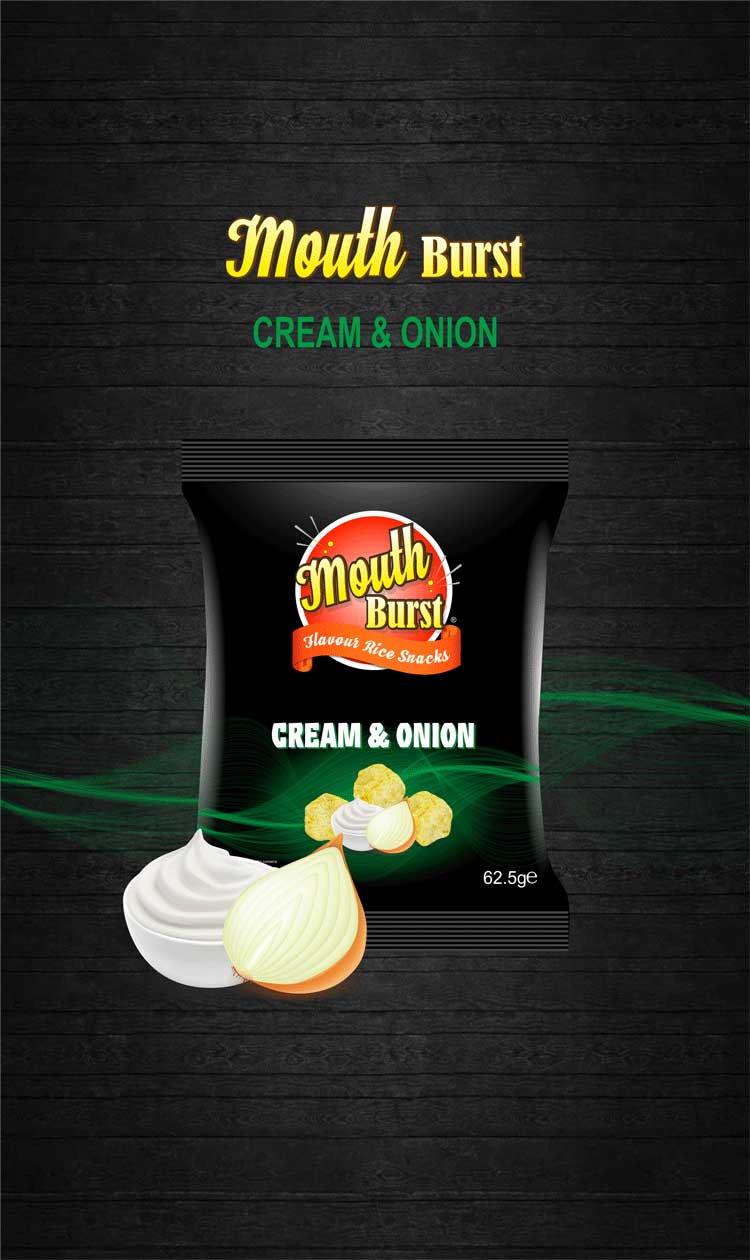 Mouth Burst
CREAM & ONION
Mouth
Burst®
Flavour Rice Snacks
CREAM & ONION
62.5g℮